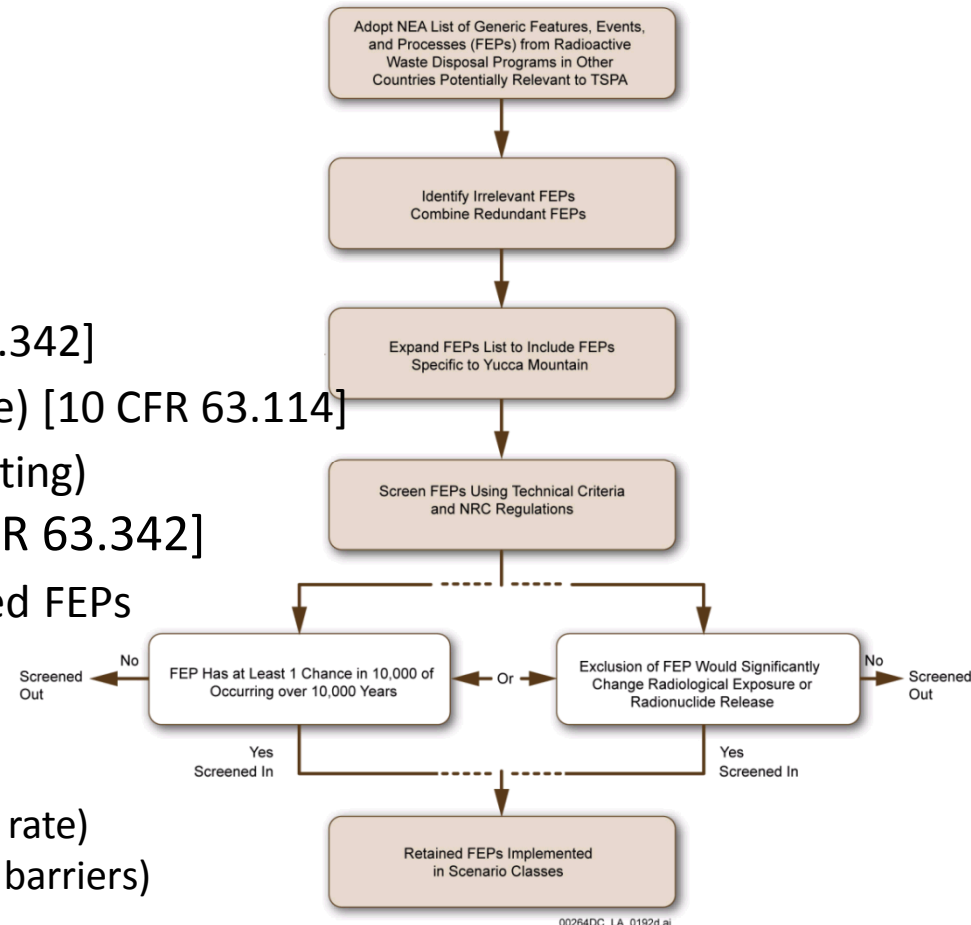 Adopt NEA List of Generic Features, Events,
and Processes (FEPs) from Radioactive
Waste Disposal Programs in Other
Countries Potentially Relevant to TSPA
Identify Irrelevant FEPs
Combine Redundant FEPs
.342]
Expand FEPs List to Include FEPs
Specific to Yucca Mountain
e) [10 CFR 63.114]
ting)
Screen FEPs Using Technical Criteria
and NRC Regulations
R 63.342]
ed FEPs
Screened
Out
No
FEP Has at Least 1 Chance in 10,000 of
Occurring over 10,000 Years
Or
Exclusion of FEP Would Significantly
Change Radiological Exposure or
Radionuclide Release
No
Screened
Out
Yes
Screened In
Yes
Screened In
rate)
barriers)
Retained FEPs Implemented
in Scenario Classes
00264DC_LA_0192d.ai